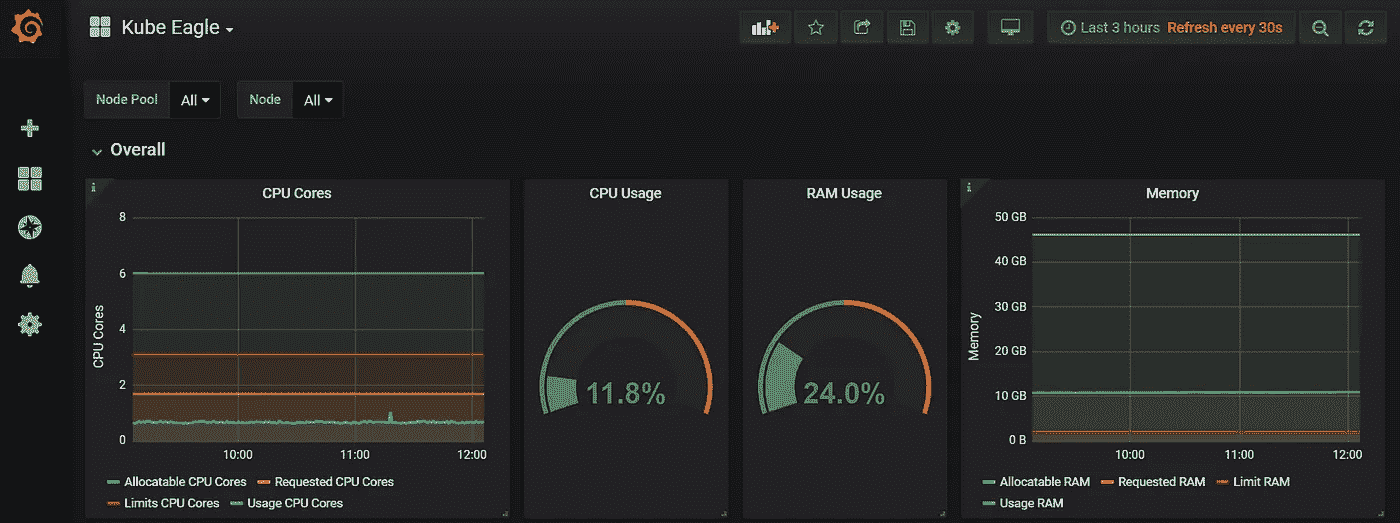 Kube Eagle
Last 3 hours Refresh every 30s
Node Pool All Node All
Overall
CPU Cores
8
6
4
2
0
CPU Cores
10:00 11:00 12:00
Allocatable CPU Cores Requested CPU Cores
Limits CPU Cores Usage CPU Cores
CPU Usage
11.8%
RAM Usage
24.0%
Memory
50 GB
40 GB
30 GB
20 GB
10 GB
0 B
Memory
10:00 11:00 12:00
Allocatable RAM Requested RAM Limit RAM
Usage RAM